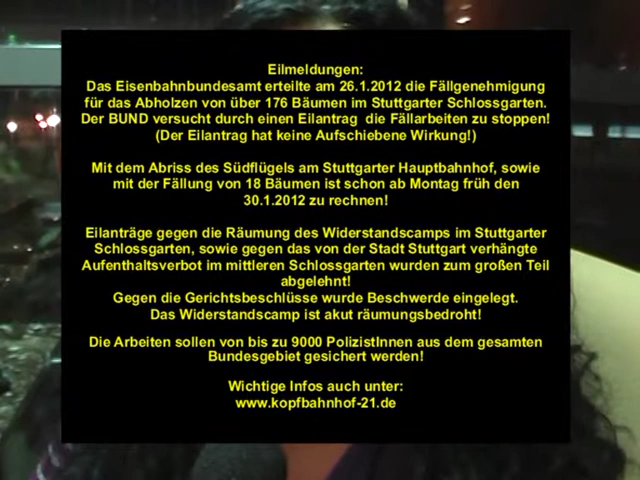 Eilmeldungen:
Das Eisenbahnbundesamt erteilte am 26.1.2012 die Fällgenehmigung
für das Abholzen von über 176 Bäumen im Stuttgarter Schlossgarten.
Der BUND versucht durch einen Eilantrag die Fällarbeiten zu stoppen!
(Der Eilantrag hat keine Aufschiebene Wirkung!)
Mit dem Abriss des Südflügels am Stuttgarter Hauptbahnhof, sowie
mit der Fällung von 18 Bäumen ist schon ab Montag früh den
30.1.2012 zu rechnen!
Eilanträge gegen die Räumung des Widerstandscamps im Stuttgarter
Schlossgarten, sowie gegen das von der Stadt Stuttgart verhängte
Aufenthaltsverbot im mittleren Schlossgarten wurden zum großen Teil
abgelehnt!
Gegen die Gerichtsbeschlüsse wurde Beschwerde eingelegt.
Das Widerstandscamp ist akut räumungsbedroht!
Die Arbeiten sollen von bis zu 9000 PolizistInnen aus dem gesamten
Bundesgebiet gesichert werden!
Wichtige Infos auch unter:
www.kopfbahnhof-21.de